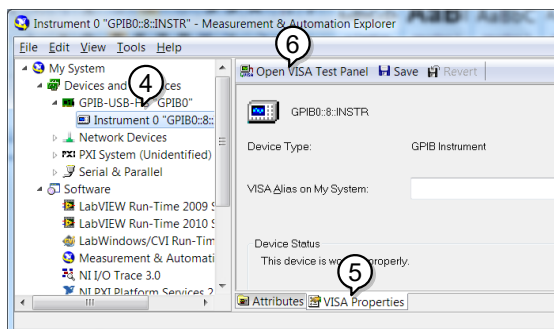 Instrument 0 "GPIB0::8::INSTR" - Measurement & Automation Explorer
File Edit View Tools Help
6
My System
Devices and
GPIB-USB-HS "GPIB0"
Instrument 0 "GPIB0::8::
Network Devices
PXI PXI System (Unidentified)
Serial & Parallel
Software
LabVIEW Run-Time 2009
LabVIEW Run-Time 2010
LabWindows/CVI Run-Tim
Measurement & Automati
NI I/O Trace 3.0
NI PXI Platform Services 2
4
Open VISA Test Panel Save Revert
GPIB0::8::INSTR
Device Type: GPIB Instrument
VISA Alias on My System:
Device Status
This device is working properly.
5
Attributes VISA Properties